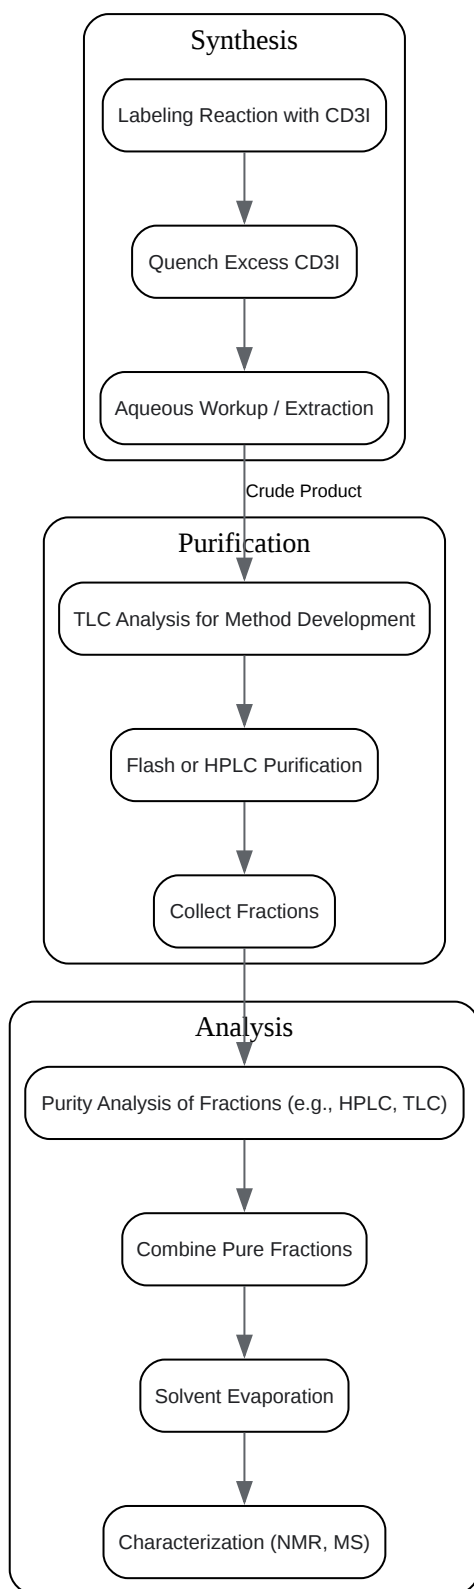 Synthesis
Labeling Reaction with CD3I
Quench Excess CD3I
Aqueous Workup / Extraction
Crude Product
Purification
TLC Analysis for Method Development
Flash or HPLC Purification
Collect Fractions
Analysis
Purity Analysis of Fractions (e.g., HPLC, TLC)
Combine Pure Fractions
Solvent Evaporation
Characterization (NMR, MS)